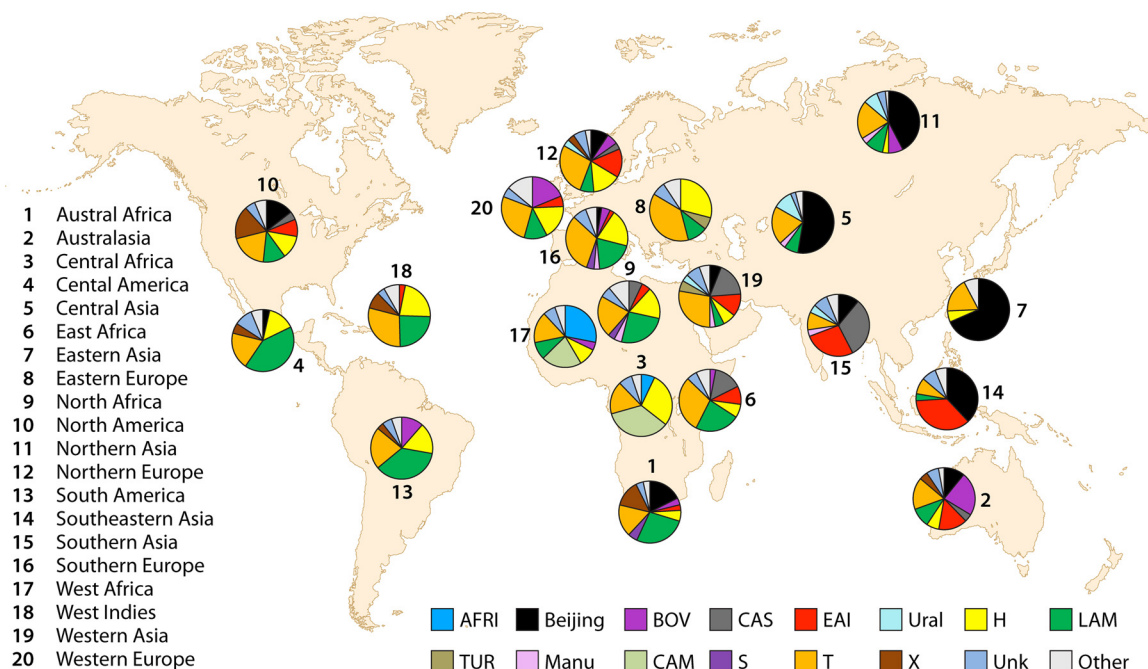 1 Austral Africa
2 Australasia
3 Central Africa
4 Cental America
5 Central Asia
6 East Africa
7 Eastern Asia
8 Eastern Europe
9 North Africa
10 North America
11 Northern Asia
12 Northern Europe
13 South America
14 Southeastern Asia
15 Southern Asia
16 Southern Europe
17 West Africa
18 West Indies
19 Western Asia
20 Western Europe
11
12
10
20
8
5
16
9
19
18
7
17
4
15
3
14
6
13
1
2
AFRI Beijing BOV CAS EAI Ural H LAM
TUR Manu CAM S T X Unk Other